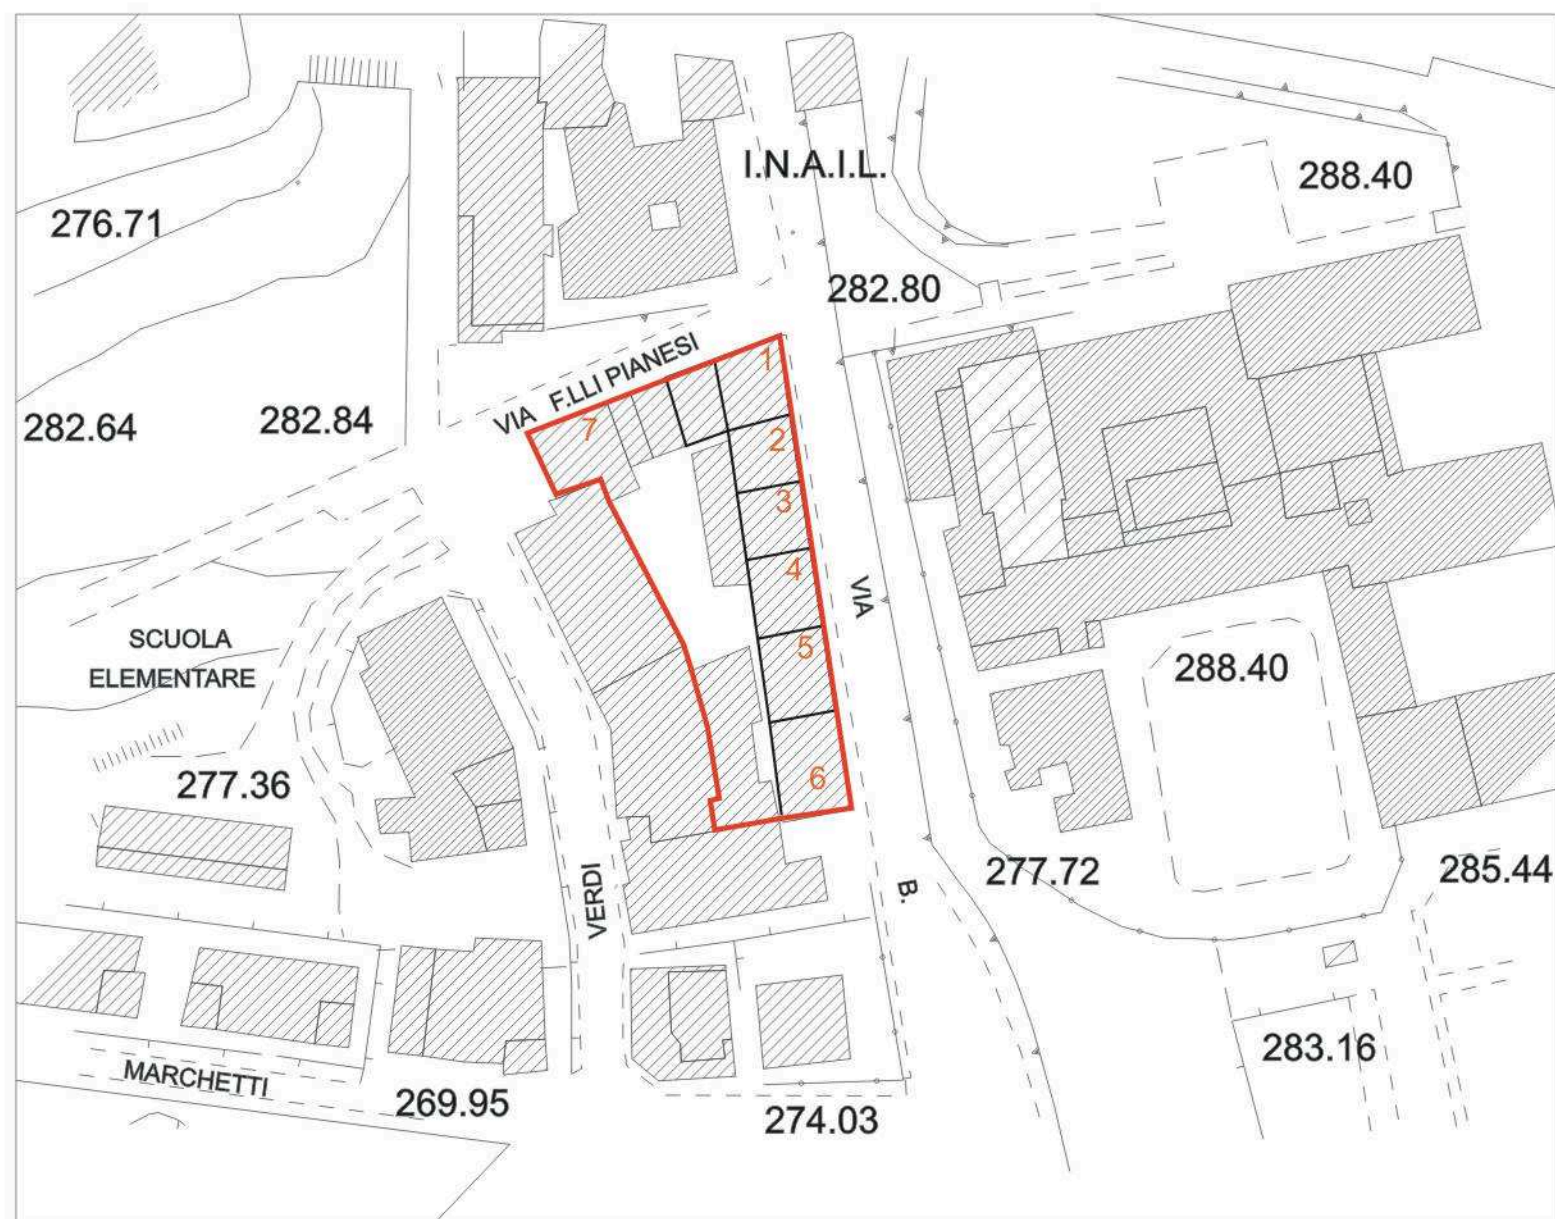 I.N.A.I.L.
288.40
276.71
282.80
VIA F.LLI PIANESI
1
282.64
282.84
7
2
3
4
VIA
SCUOLA
ELEMENTARE
5
288.40
6
277.36
277.72
285.44
B.
VERDI
283.16
MARCHETTI
269.95
274.03